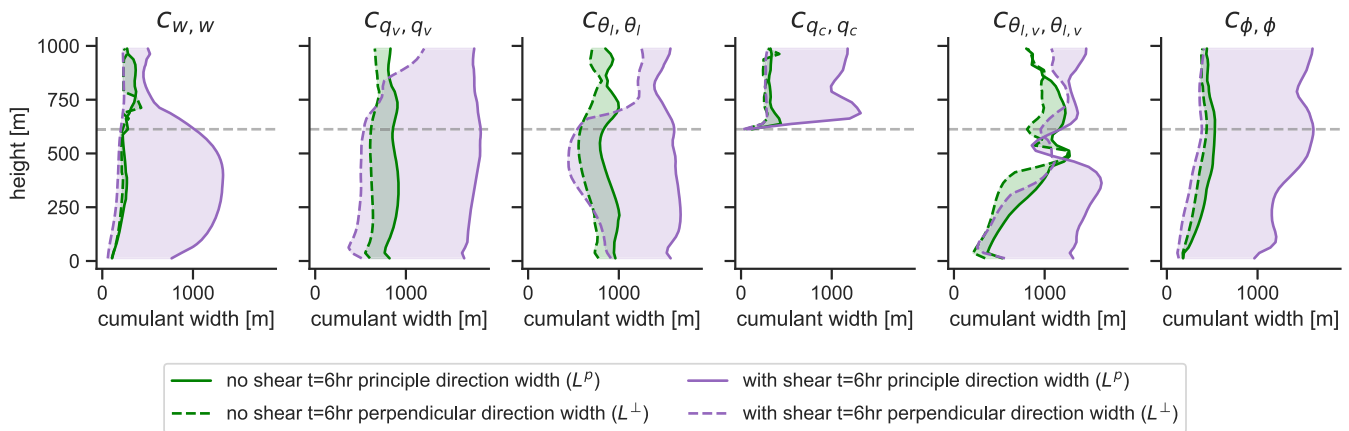 C_{w, w} C_{q_v, q_v} C_{θ_l, θ_l} C_{q_c, q_c} C_{θ_{l, v}, θ_{l, v}} C_{ϕ, ϕ}
1000
750
500
250
0
height [m]
0 1000 0 1000 0 1000 0 1000 0 1000 0 1000
cumulant width [m] cumulant width [m] cumulant width [m] cumulant width [m] cumulant width [m] cumulant width [m]
no shear t=6hr principle direction width (L^p) with shear t=6hr principle direction width (L^p)
no shear t=6hr perpendicular direction width (L^⊥) with shear t=6hr perpendicular direction width (L^⊥)